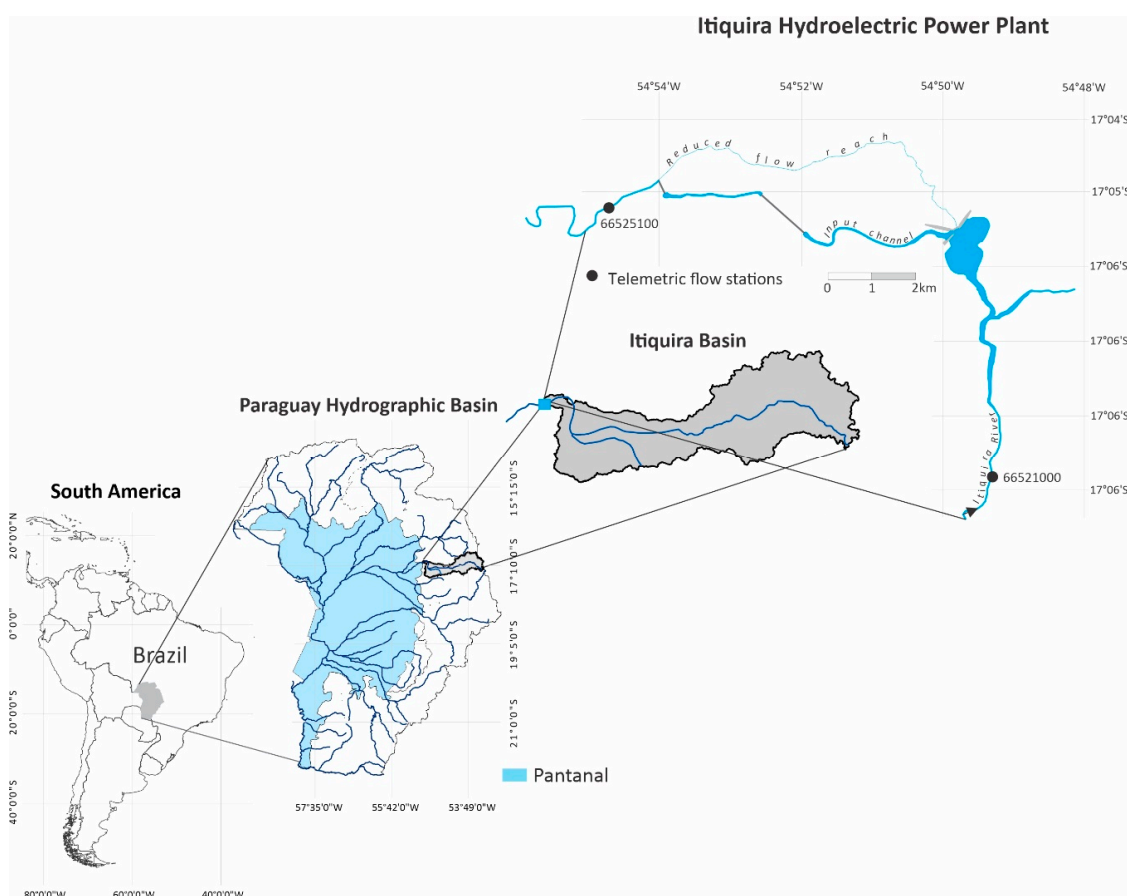 Itiquira Hydroelectric Power Plant
54°54'W
54°52'W
54°50'W
54°48'W
17°04'S
Reduced flow reach
17°05'S
66525100
Input channel
Telemetric flow stations
0 1 2km
17°06'S
17°06'S
Itiquira Basin
Paraguay Hydrographic Basin
17°06'S
Itiquira River
66521000
17°06'S
South America
15°15'0"S
20°0'0"N
17°10'0"S
0°0'0"
Brazil
19°5'0"S
20°0'0"S
21°0'0"S
Pantanal
57°35'0"W
55°42'0"W
53°49'0"W
40°0'0"S
80°0'0"W
60°0'0"W
40°0'0"W